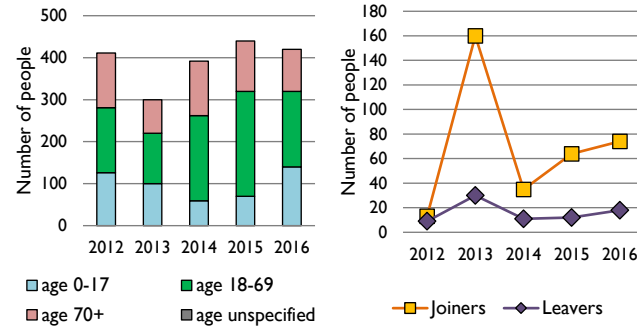 Number of people
500
400
300
200
100
0
2012 2013 2014 2015 2016
age 0-17 age 18-69
age 70+ age unspecified
Number of people
180
160
140
120
100
80
60
40
20
0
2012 2013 2014 2015 2016
Joiners Leavers